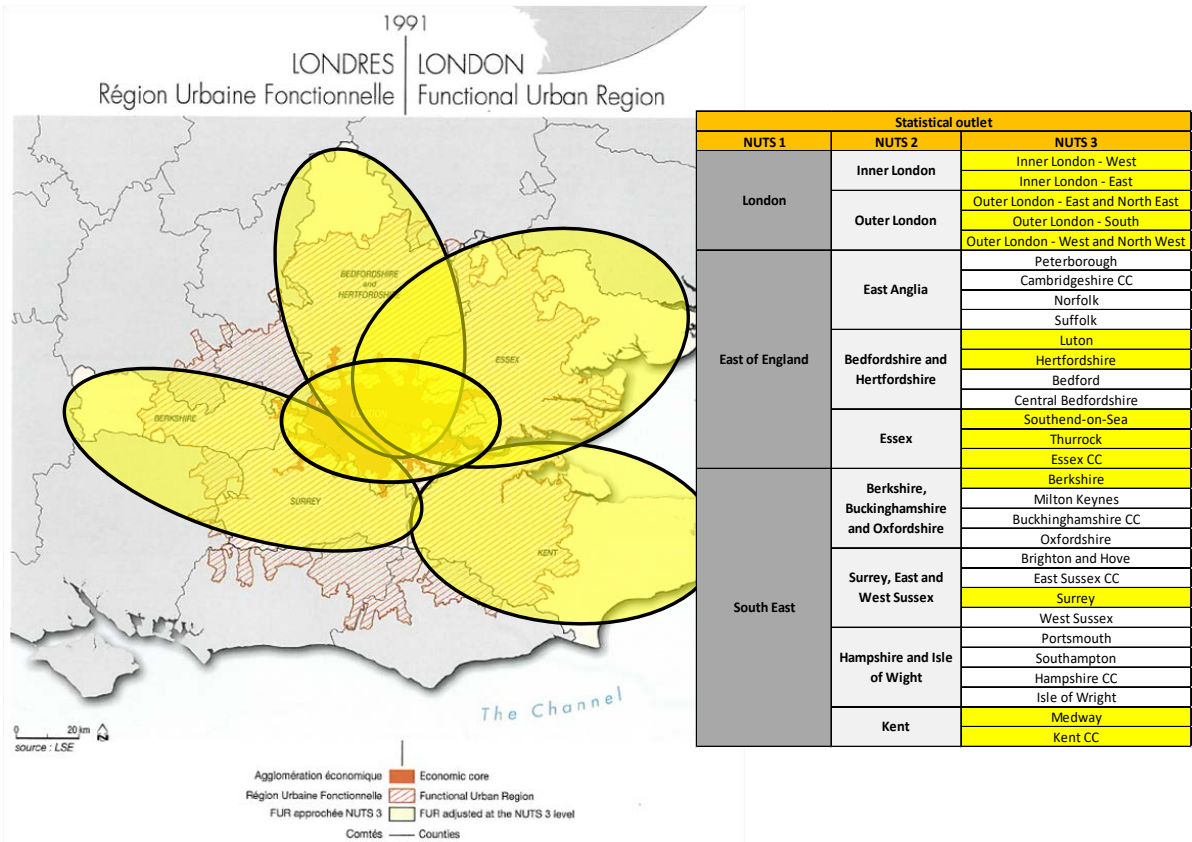 1991
LONDRES LONDON
Région Urbaine Fonctionnelle Functional Urban Region
BEDFORDSHIRE
and
HERTFORDSHIRE
ESSEX
BERKSHIRE
LONDON
SURREY
KENT
The Channel
0 20 km N
source : LSE
Agglomération économique Economic core
Région Urbaine Fonctionnelle Functional Urban Region
FUR approchée NUTS 3 FUR adjusted at the NUTS 3 level
Comtés Counties
Statistical outlet
NUTS 1 NUTS 2 NUTS 3
London
Inner London
Inner London - West
Inner London - East
Outer London
Outer London - East and North East
Outer London - South
Outer London - West and North West
East of England
East Anglia
Peterborough
Cambridgeshire CC
Norfolk
Suffolk
Bedfordshire and
Hertfordshire
Luton
Hertfordshire
Bedford
Central Bedfordshire
Essex
Southend-on-Sea
Thurrock
Essex CC
South East
Berkshire,
Buckinghamshire
and Oxfordshire
Berkshire
Milton Keynes
Buckhinghamshire CC
Oxfordshire
Surrey, East and
West Sussex
Brighton and Hove
East Sussex CC
Surrey
West Sussex
Hampshire and Isle
of Wight
Portsmouth
Southampton
Hampshire CC
Isle of Wright
Kent
Medway
Kent CC